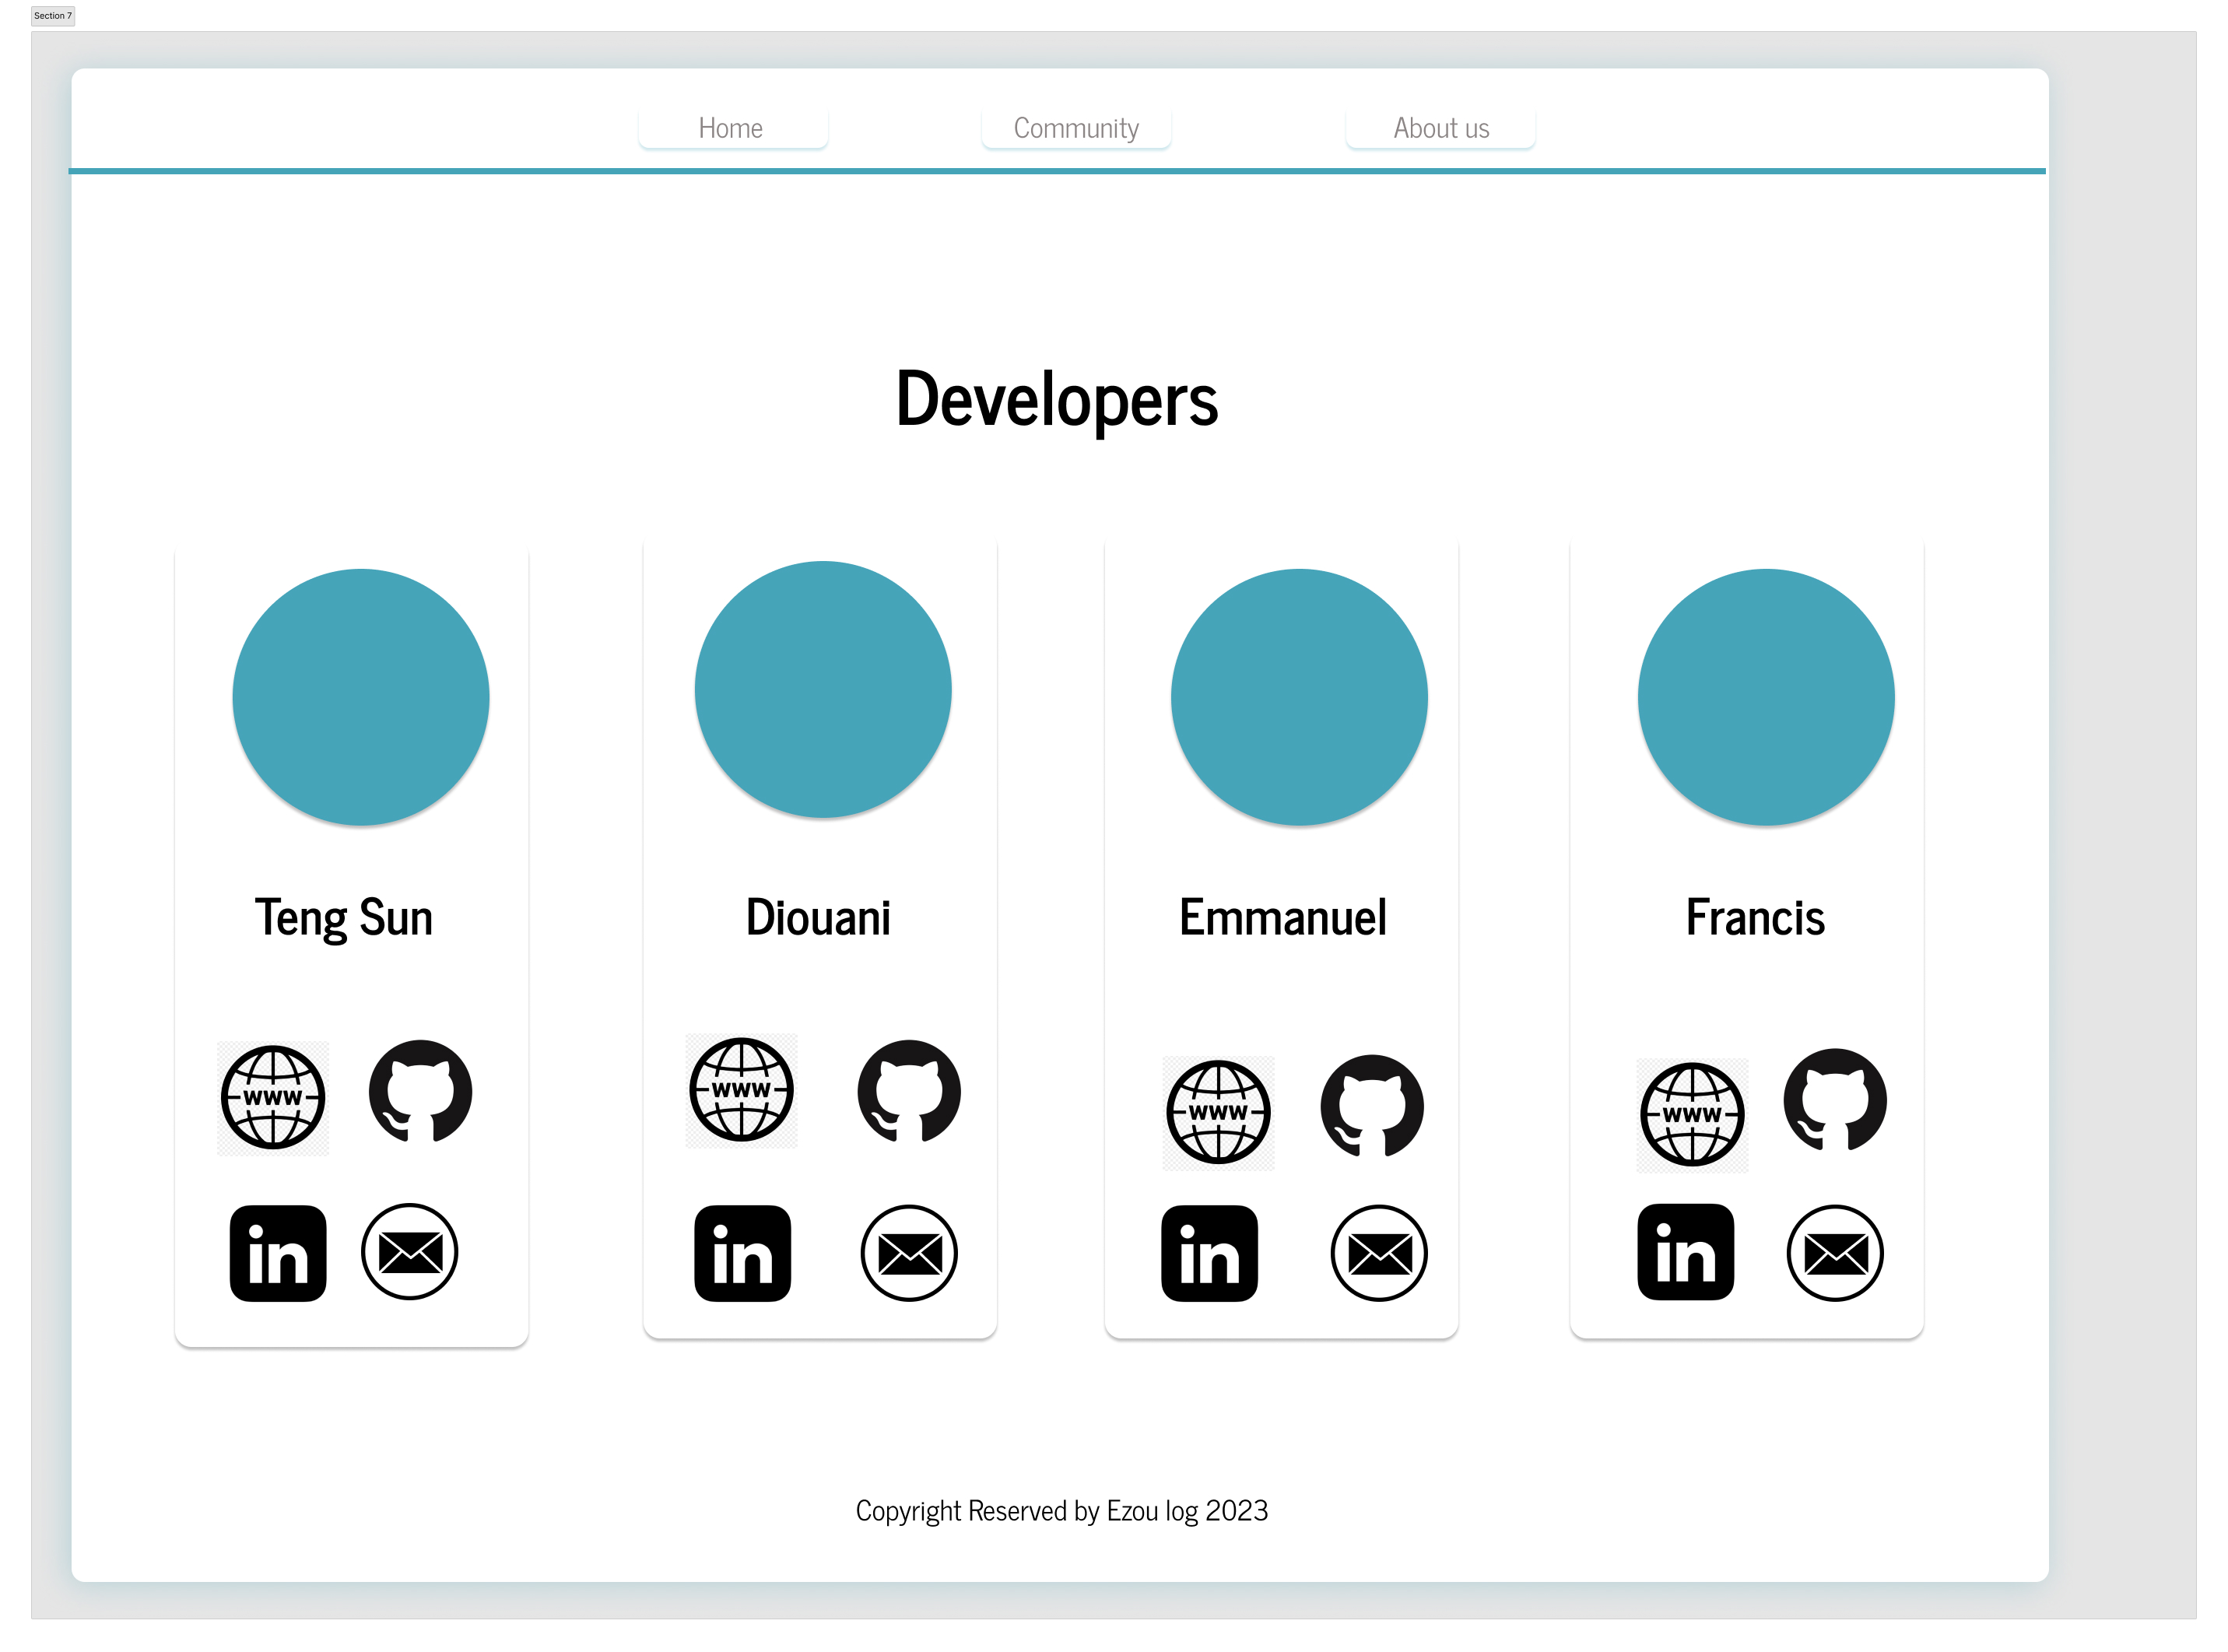 Section 7
Home Community About us
Developers
Teng Sun Diouani Emmanuel Francis
www www www www
in in in in
Copyright Reserved by Ezou log 2023